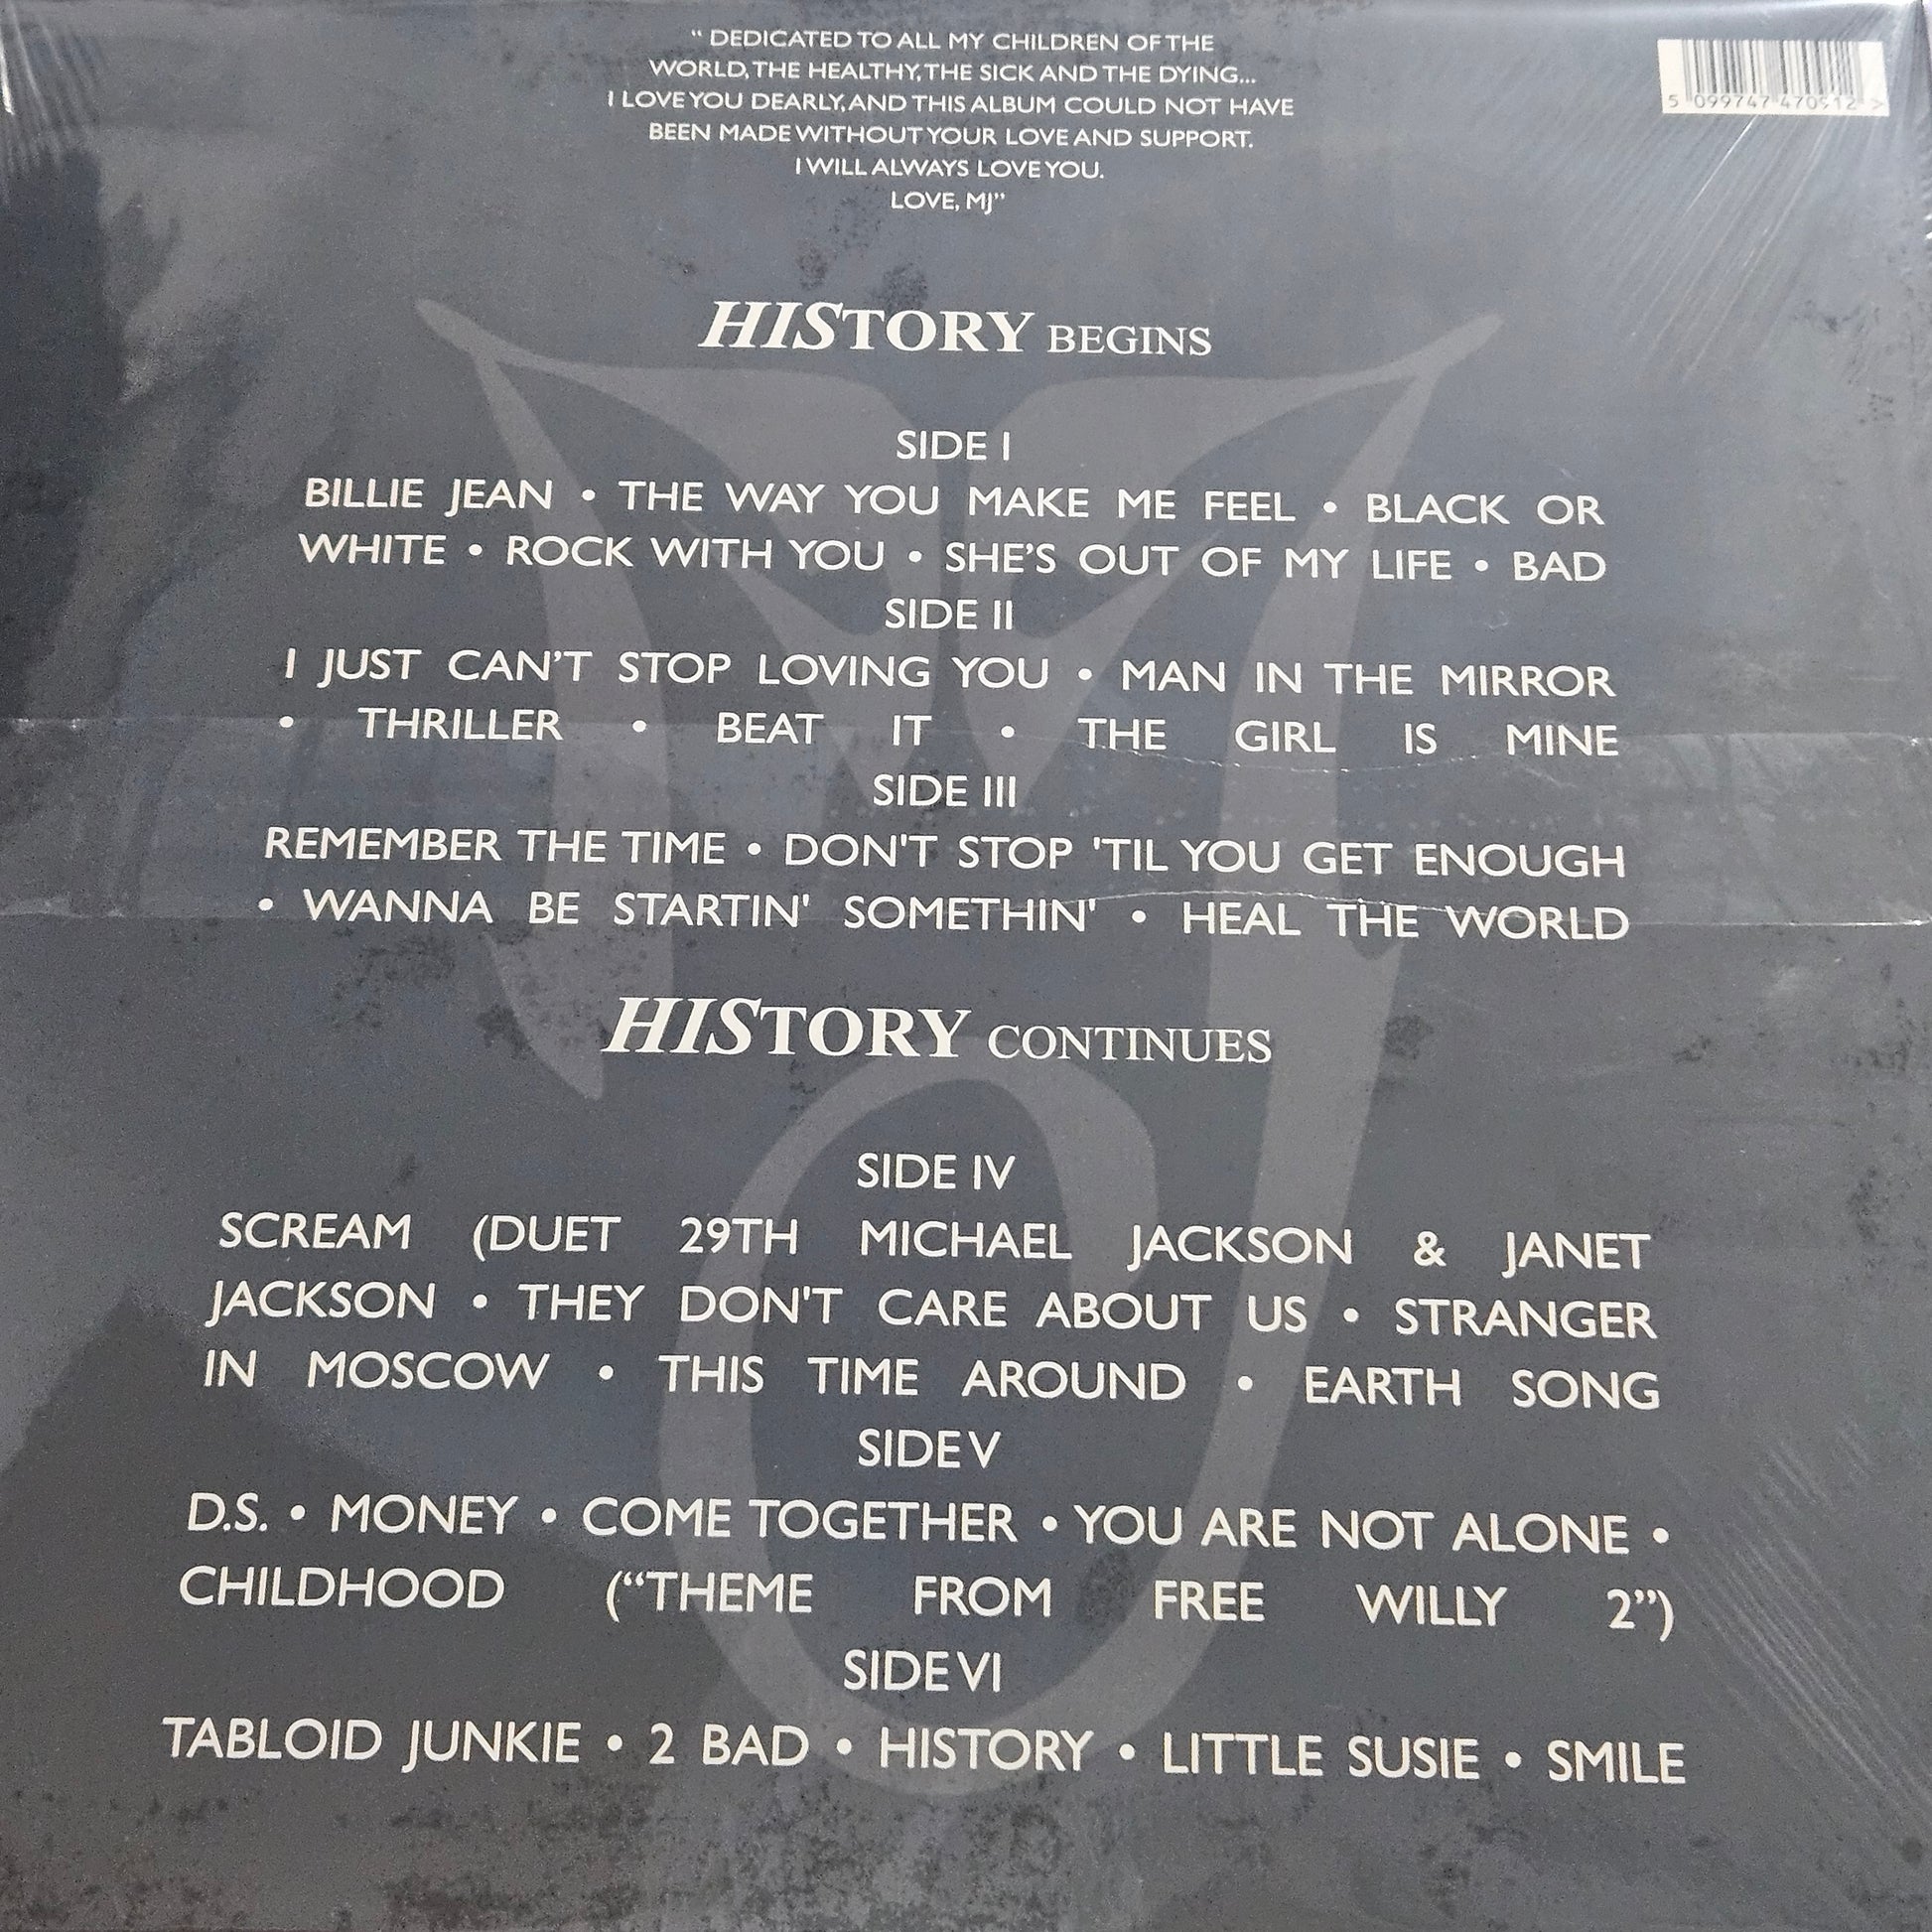 “ DEDICATED TO ALL MY CHILDREN OF THE
WORLD, THE HEALTHY, THE SICK AND THE DYING...
I LOVE YOU DEARLY, AND THIS ALBUM COULD NOT HAVE
BEEN MADE WITHOUT YOUR LOVE AND SUPPORT.
I WILL ALWAYS LOVE YOU.
LOVE, MJ”
5 099747 470512 >
HISTORY BEGINS
SIDE I
BILLIE JEAN • THE WAY YOU MAKE ME FEEL • BLACK OR
WHITE • ROCK WITH YOU • SHE’S OUT OF MY LIFE • BAD
SIDE II
I JUST CAN’T STOP LOVING YOU • MAN IN THE MIRROR
• THRILLER • BEAT IT • THE GIRL IS MINE
SIDE III
REMEMBER THE TIME • DON'T STOP 'TIL YOU GET ENOUGH
• WANNA BE STARTIN' SOMETHIN' • HEAL THE WORLD
HISTORY CONTINUES
SIDE IV
SCREAM (DUET 29TH MICHAEL JACKSON & JANET
JACKSON • THEY DON'T CARE ABOUT US • STRANGER
IN MOSCOW • THIS TIME AROUND • EARTH SONG
SIDE V
D.S. • MONEY • COME TOGETHER • YOU ARE NOT ALONE •
CHILDHOOD (“THEME FROM FREE WILLY 2”)
SIDE VI
TABLOID JUNKIE • 2 BAD • HISTORY • LITTLE SUSIE • SMILE